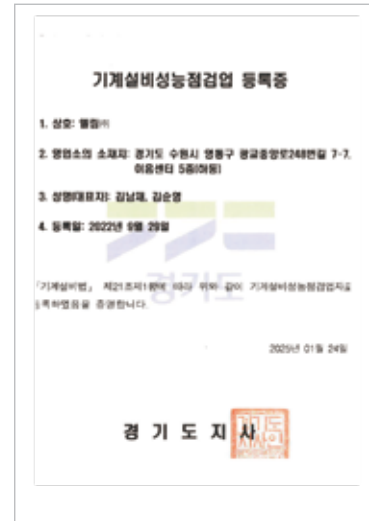 기계설비성능점검업 등록증
1. 상호:
2. 영업소의 소재지: 경기도 수원시 영통구 광교중앙로248번길 7-7,
이음센터 5층(하동)
3. 성명(대표자): 김남재, 김순영
4. 등록일: 2022년 9월 29일
경기도
「기계설비법」 제21조제1항에 따라 위와 같이 기계설비성능점검업자로
등록하였음을 증명합니다.
2025년 01월 24일
경기도지사